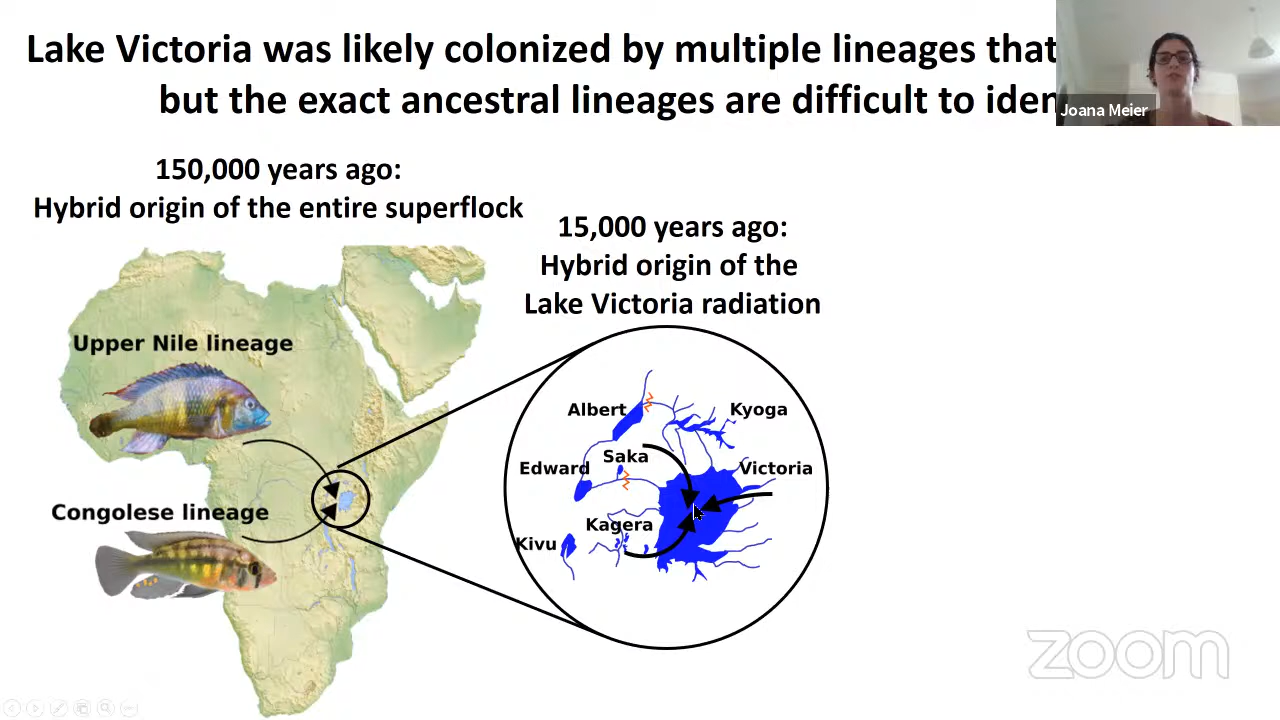 Lake Victoria was likely colonized by multiple lineages that
but the exact ancestral lineages are difficult to
Joana Meier
150,000 years ago:
Hybrid origin of the entire superflock
15,000 years ago:
Hybrid origin of the
Lake Victoria radiation
Upper Nile lineage
Congolese lineage
Albert
Kyoga
Saka
Edward
Victoria
Kagera
Kivu
zoom